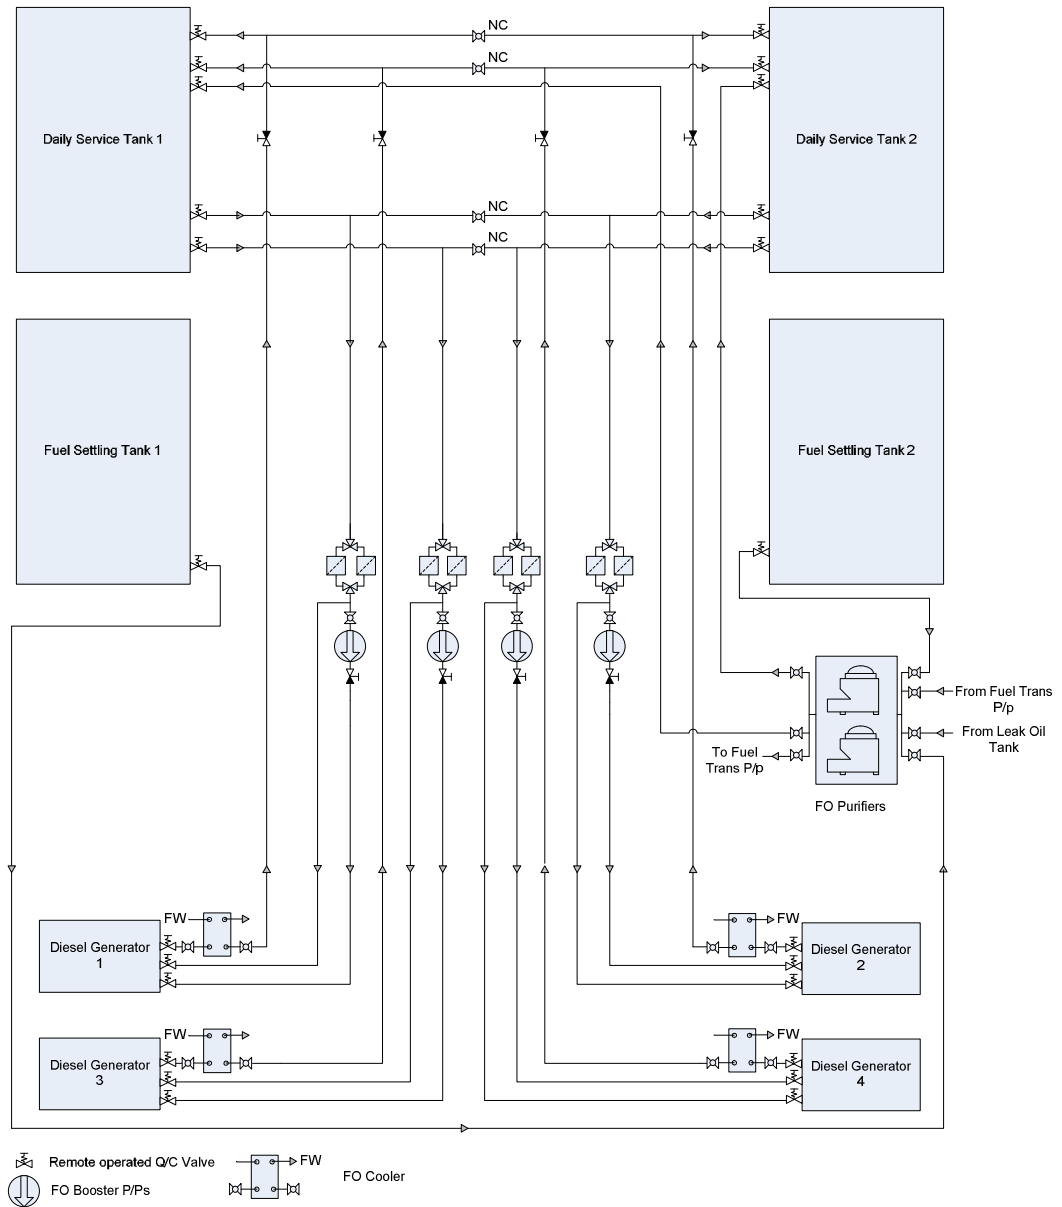 NC
NC
Daily Service Tank 1
Daily Service Tank 2
NC
NC
Fuel Settling Tank 1
Fuel Settling Tank 2
From Fuel Trans
P/p
From Leak Oil
Tank
To Fuel
Trans P/p
FO Purifiers
FW
FW
Diesel Generator
1
Diesel Generator
2
FW
FW
Diesel Generator
3
Diesel Generator
4
Remote operated Q/C Valve
FW
FO Cooler
FO Booster P/Ps